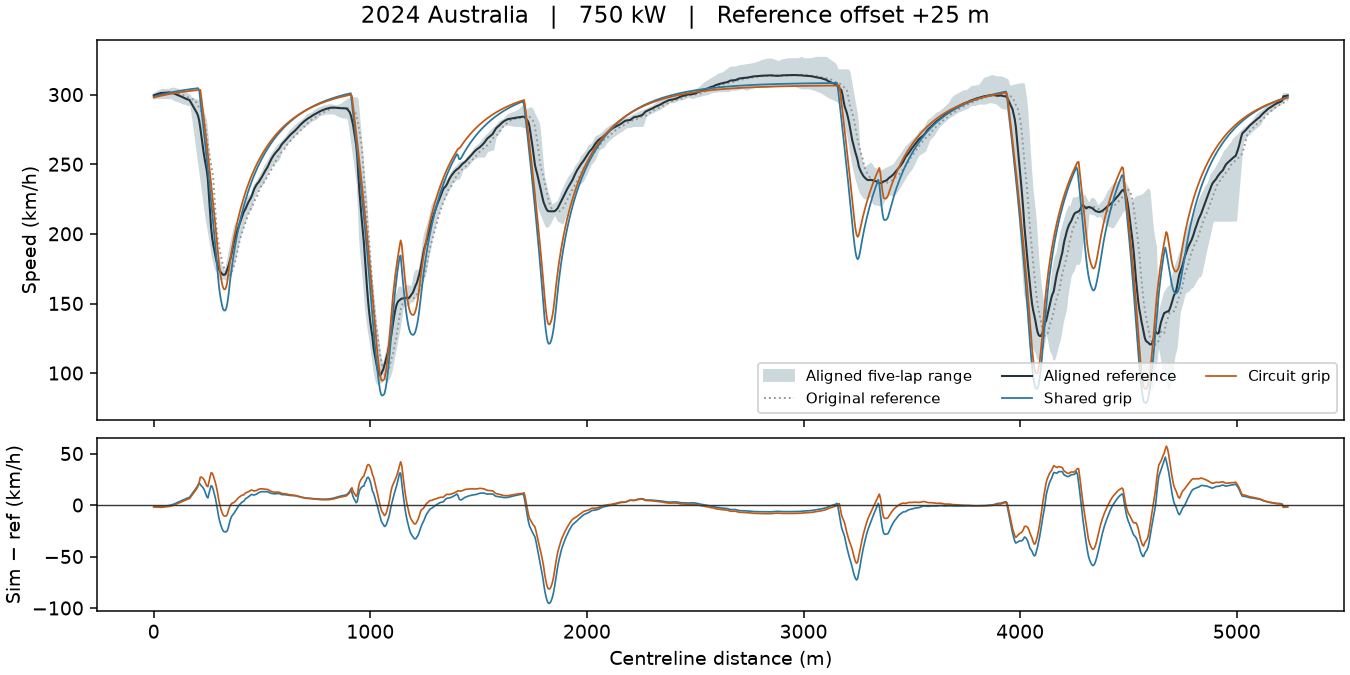 2024 Australia | 750 kW | Reference offset +25 m
Speed (km/h)
300
250
200
150
100
Aligned five-lap range
Original reference
Aligned reference
Shared grip
Circuit grip
Sim − ref (km/h)
50
0
−50
−100
0
1000
2000
3000
4000
5000
Centreline distance (m)